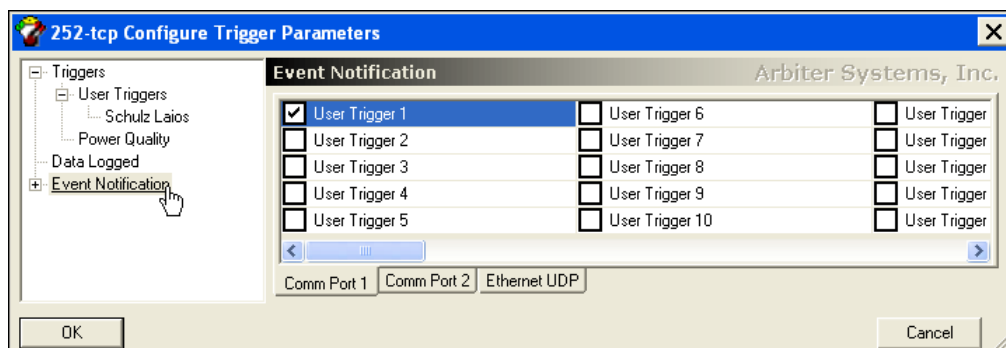 252-tcp Configure Trigger Parameters
Triggers
User Triggers
Schulz Laios
Power Quality
Data Logged
Event Notification
Event Notification
Arbiter Systems, Inc.
User Trigger 1
User Trigger 6
User Trigger
User Trigger 2
User Trigger 7
User Trigger
User Trigger 3
User Trigger 8
User Trigger
User Trigger 4
User Trigger 9
User Trigger
User Trigger 5
User Trigger 10
User Trigger
Comm Port 1
Comm Port 2
Ethernet UDP
OK
Cancel